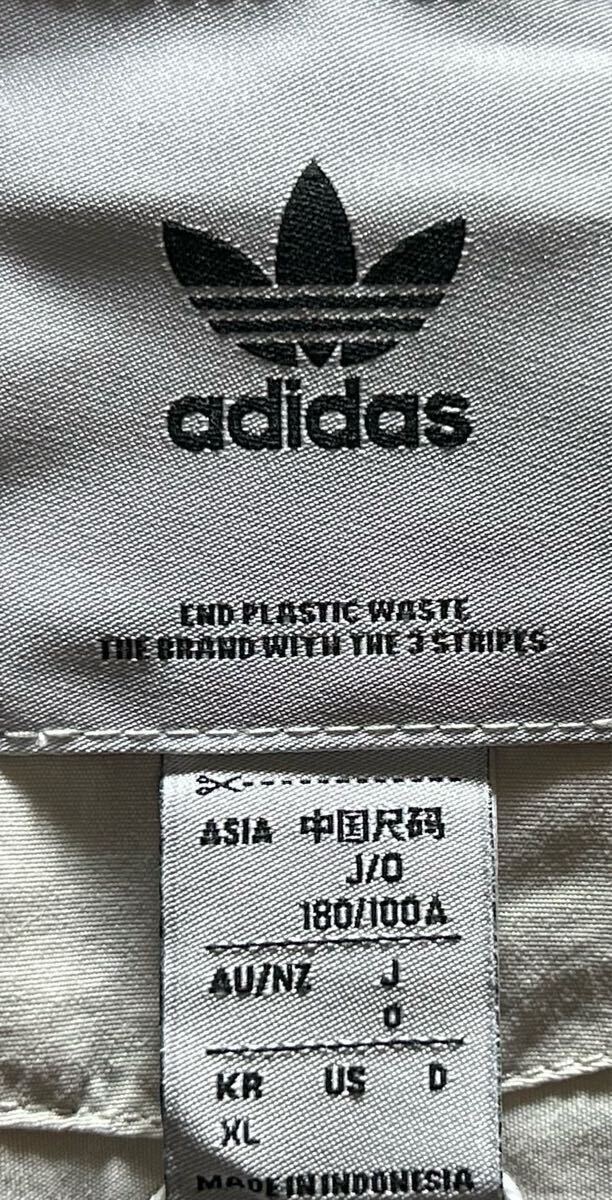 adidas
END PLASTIC WASTE
THE BRAND WITH THE 3 STRIPES
ASIA 中国尺码
J/O
180/100A
AU/NZ J
O
KR US D
XL
MADE IN INDONESIA